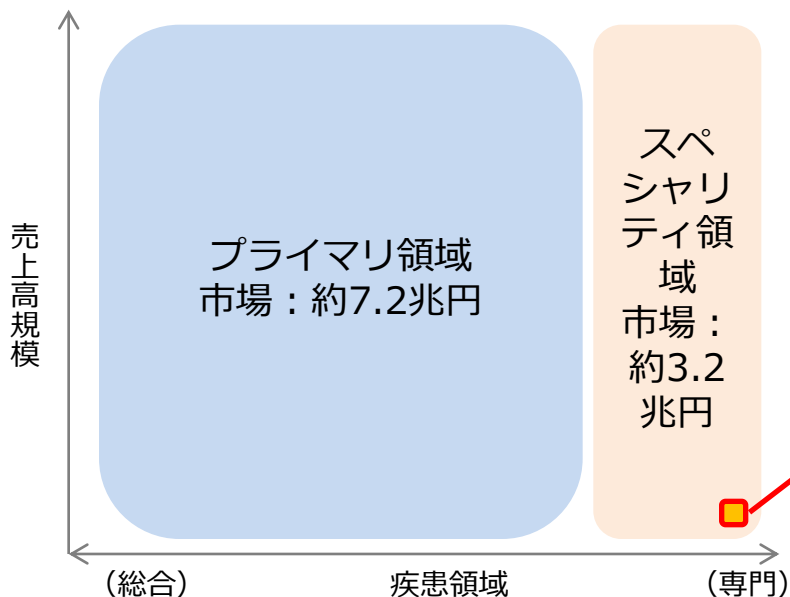 売上高規模
プライマリ領域
市場：約7.2兆円
スペ
シャリ
ティ領
域
市場：
約3.2
兆円
（総合）
疾患領域
（専門）